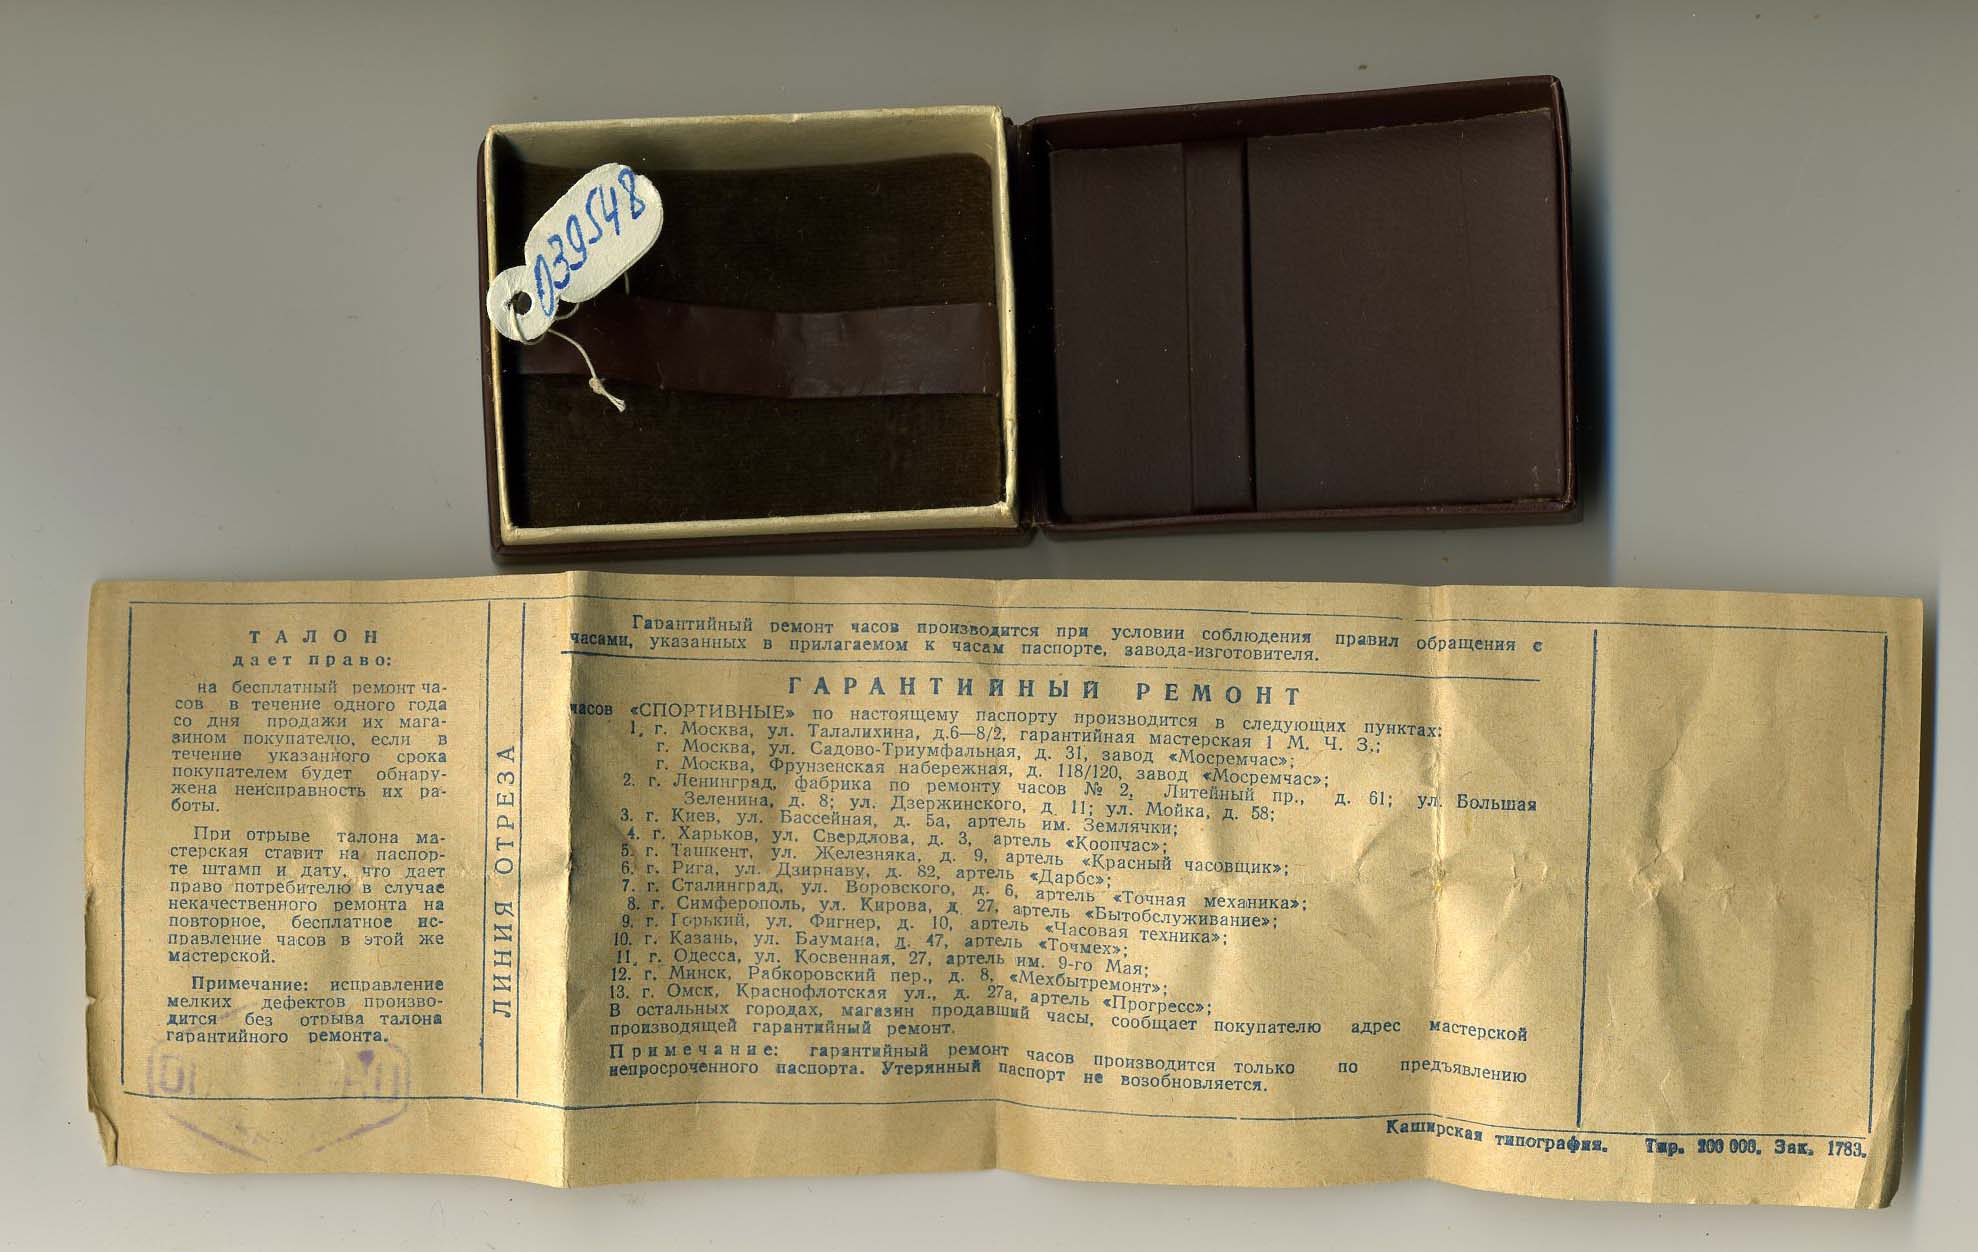 039548
ТАЛОН
дает право:
на бесплатный ремонт ча-
сов в течение одного года
со дня продажи их мага-
зином покупателю, если в
течение указанного срока
покупателем будет обнару-
жена неисправность их ра-
боты.
При отрыве талона ма-
стерская ставит на паспор-
те штамп и дату, что дает
право потребителю в случае
некачественного ремонта на
повторное, бесплатное ис-
правление часов в этой же
мастерской.
Примечание: исправление
мелких дефектов произво-
дится без отрыва талона
гарантийного ремонта.
ЛИНИЯ ОТРЕЗА
Гарантийный ремонт часов производится при условии соблюдения правил обращения с
часами, указанных в прилагаемом к часам паспорте, завода-изготовителя.
ГАРАНТИЙНЫЙ РЕМОНТ
часов «СПОРТИВНЫЕ» по настоящему паспорту производится в следующих пунктах:
1. г. Москва, ул. Талалихина, д.6—8/2, гарантийная мастерская 1 М. Ч. З.;
г. Москва, ул. Садово-Триумфальная, д. 31, завод «Мосремчас»;
г. Москва, Фрунзенская набережная, д. 118/120, завод «Мосремчас»;
2. г. Ленинград, фабрика по ремонту часов № 2, Литейный пр., д. 61; ул. Большая
Зеленина, д. 8; ул. Дзержинского, д. 11; ул. Мойка, д. 58;
3. г. Киев, ул. Бассейная, д. 5а, артель им. Землячки;
4. г. Харьков, ул. Свердлова, д. 3, артель «Коопчас»;
5. г. Ташкент, ул. Железняка, д. 9, артель «Красный часовщик»;
6. г. Рига, ул. Дзирнаву, д. 82, артель «Дарбс»;
7. г. Сталинград, ул. Воровского, д. 6, артель «Точная механика»;
8. г. Симферополь, ул. Кирова, д. 27, артель «Бытобслуживание»;
9. г. Горький, ул. Фигнер, д. 10, артель «Часовая техника»;
10. г. Казань, ул. Баумана, д. 47, артель «Точмех»;
11. г. Одесса, ул. Косвенная, 27, артель им. 9-го Мая;
12. г. Минск, Рабкоровский пер., д. 8, «Мехбытремонт»;
13. г. Омск, Краснофлотская ул., д. 27а, артель «Прогресс»;
В остальных городах, магазин продавший часы, сообщает покупателю адрес мастерской
производящей гарантийный ремонт.
Примечание: гарантийный ремонт часов производится только по предъявлению
непросроченного паспорта. Утерянный паспорт не возобновляется.
Каширская типография. Тир. 200 000. Зак. 1783.